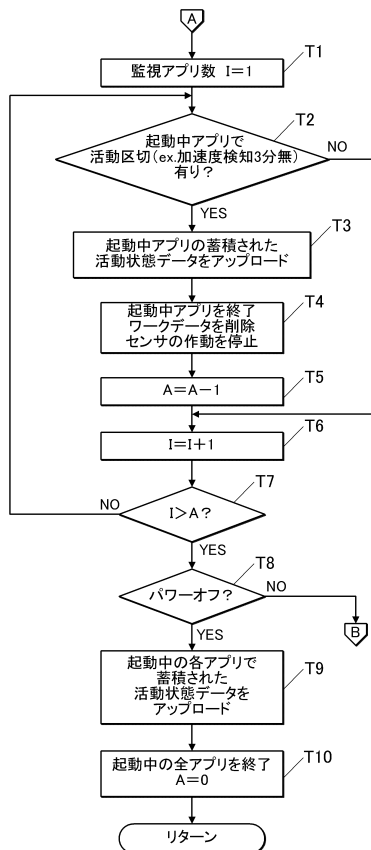 A
監視アプリ数 I=1
T1
起動中アプリで
活動区切(ex.加速度検知3分無)
有り?
T2
NO
YES
起動中アプリの蓄積された
活動状態データをアップロード
T3
起動中アプリを終了
ワークデータを削除
センサの作動を停止
T4
A=A−1
T5
I=I+1
T6
I>A?
T7
NO
YES
パワーオフ?
T8
NO
B
YES
起動中の各アプリで
蓄積された
活動状態データを
アップロード
T9
起動中の全アプリを終了
A=0
T10
リターン